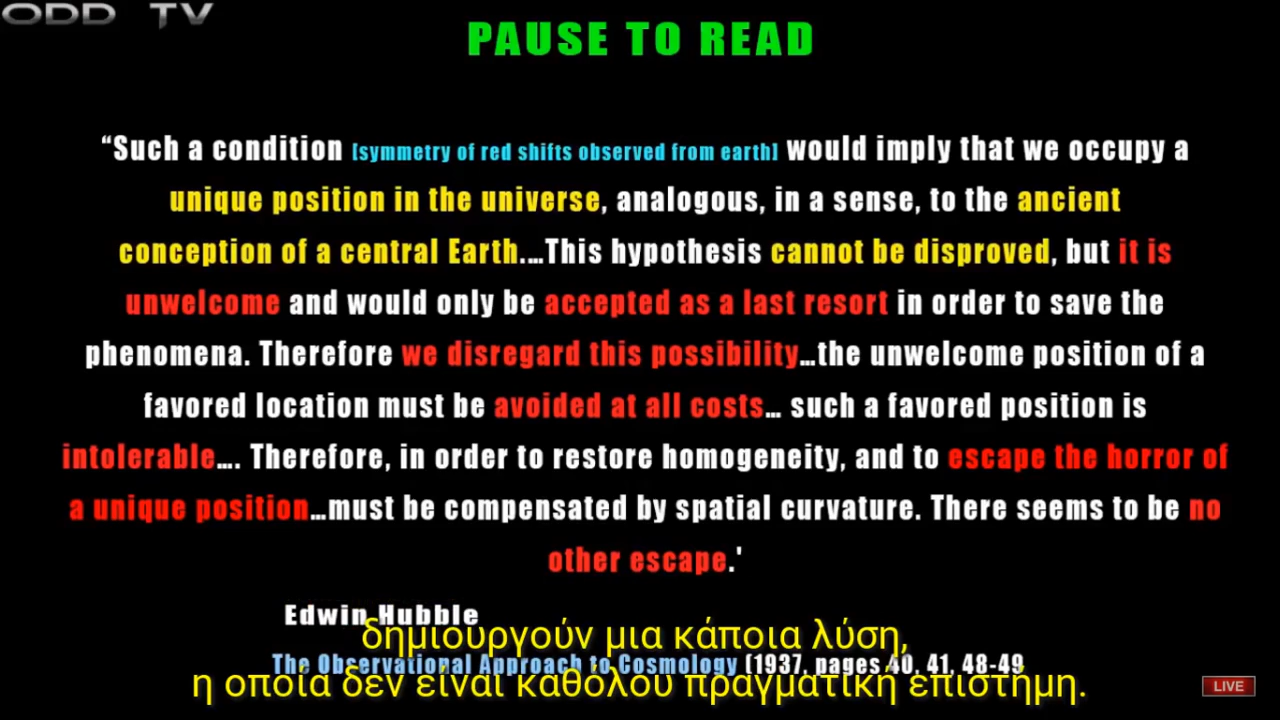 ODD TV
PAUSE TO READ
“Such a condition [symmetry of red shifts observed from earth] would imply that we occupy a
unique position in the universe, analogous, in a sense, to the ancient
conception of a central Earth....This hypothesis cannot be disproved, but it is
unwelcome and would only be accepted as a last resort in order to save the
phenomena. Therefore we disregard this possibility...the unwelcome position of a
favored location must be avoided at all costs... such a favored position is
intolerable.... Therefore, in order to restore homogeneity, and to escape the horror of
a unique position...must be compensated by spatial curvature. There seems to be no
other escape.'
Edwin Hubble
δημιουργούν μια κάποια λύση,
The Observational Approach to Cosmology (1937, pages 40, 41, 48-49
η οποία δεν είναι καθόλου πραγματική επιστήμη.
LIVE